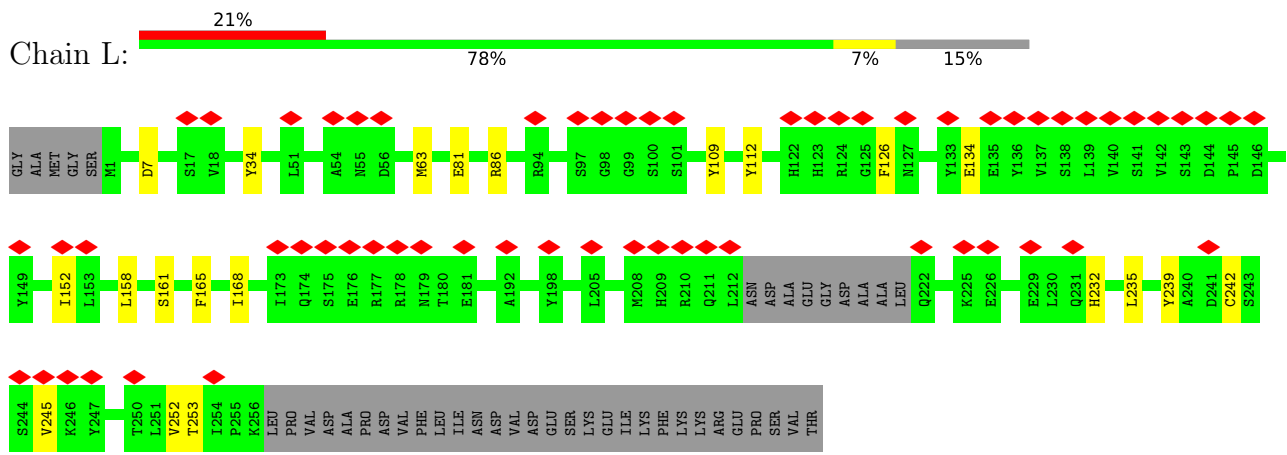 21%
Chain L:
78% 7% 15%
GLY ALA MET GLY SER M1 D7 S17 V18 Y34 L51 A54 N55 D56 M63 E81 R86 R94 S97 G98 G99 S100 S101 Y109 Y112 H122 H123 R124 G125 F126 N127 Y133 E134 E135 Y136 V137 S138 L139 V140 S141 V142 S143 D144 P145 D146
Y149 I152 L153 L158 S161 F165 I168 I173 Q174 S175 E176 R177 R178 N179 T180 E181 A192 Y198 L205 M208 H209 R210 Q211 L212 ASN ASP ALA GLU GLY ASP ALA ALA LEU Q222 K225 E226 E229 L230 Q231 H232 L235 Y239 A240 D241 C242 S243
S244 V245 K246 Y247 T250 L251 V252 T253 I254 P255 K256 LEU PRO VAL ASP ALA PRO ASP VAL PHE LEU ILE ASN ASP VAL ASP GLU SER LYS GLU ILE LYS PHE LYS LYS ARG GLU PRO SER VAL THR